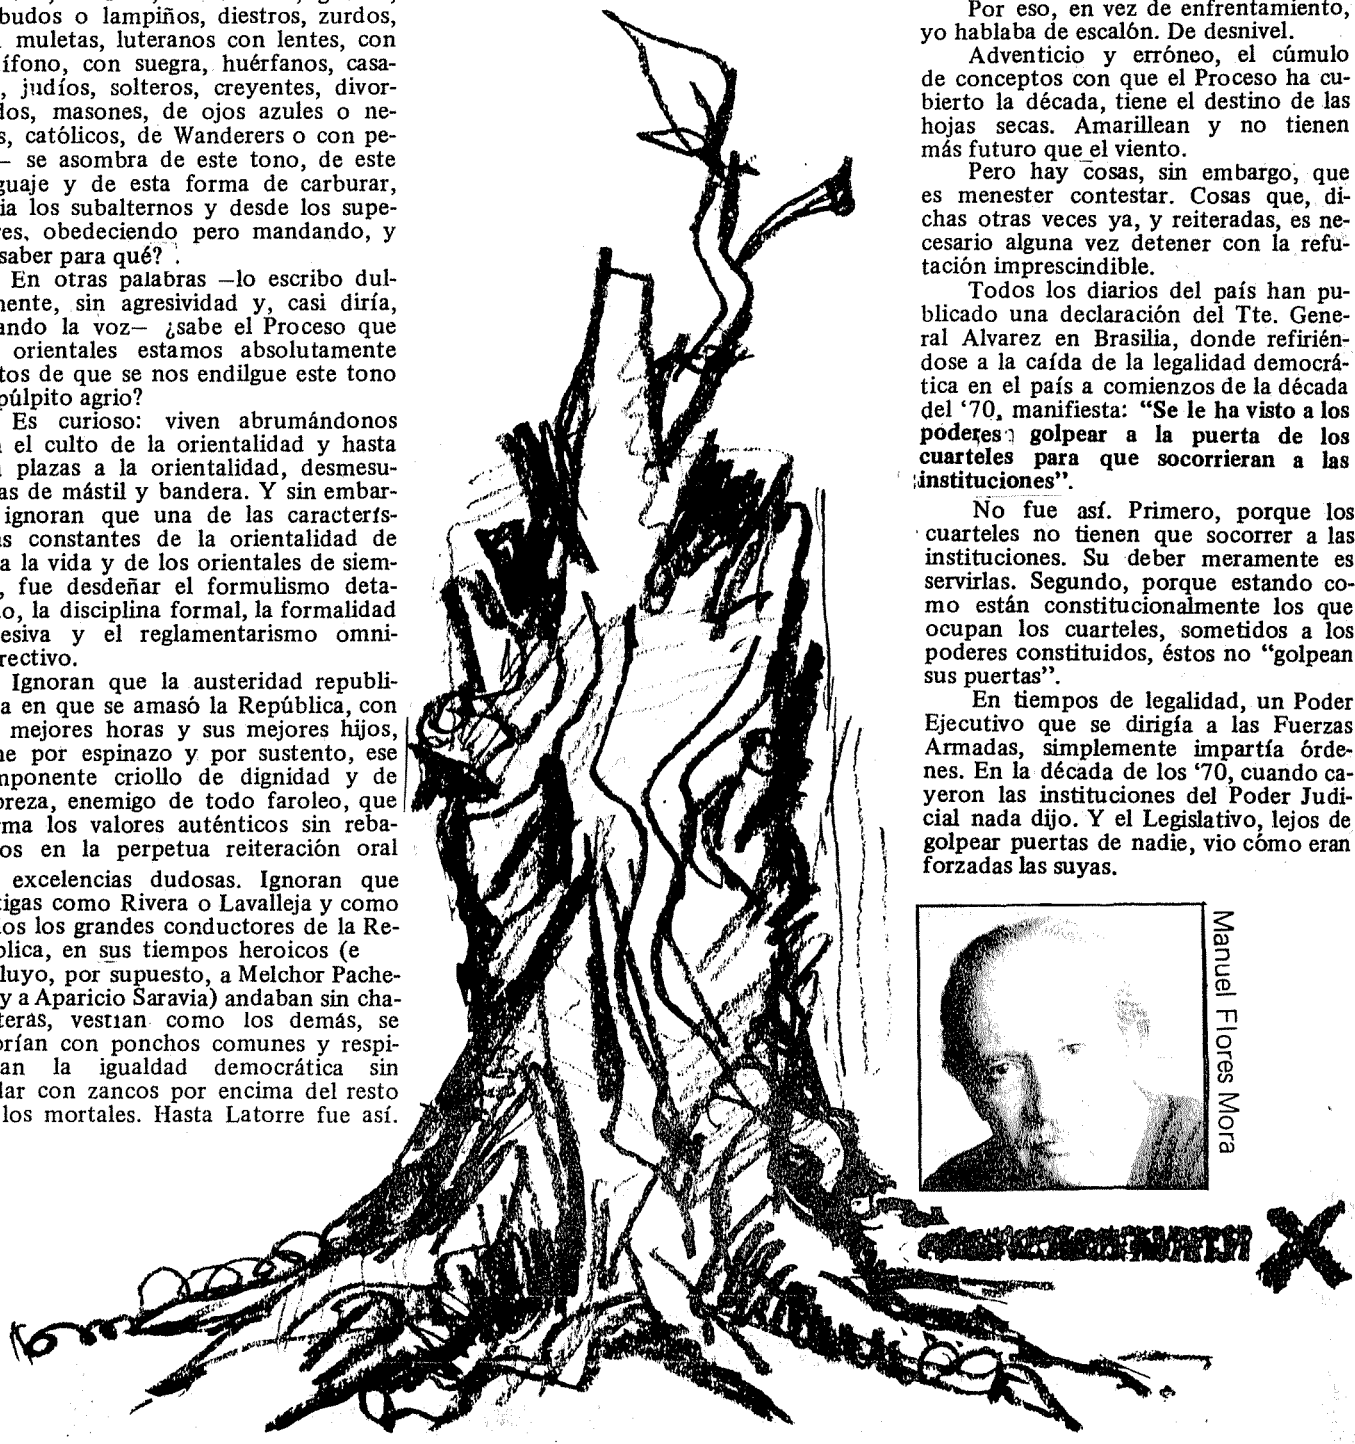 budos o lampiños, diestros, zurdos,
muletas, luteranos con lentes, con
ífono, con suegra, huérfanos, casa-
, judíos, solteros, creyentes, divor-
dos, masones, de ojos azules o ne-
s, católicos, de Wanderers o con pe-
— se asombra de este tono, de este
guaje y de esta forma de carburar,
ia los subalternos y desde los supe-
res, obedeciendo pero mandando, y
saber para qué?
En otras palabras —lo escribo dul-
mente, sin agresividad y, casi diría,
ando la voz— ¿sabe el Proceso que
orientales estamos absolutamente
tos de que se nos endilgue este tono
púlpito agrio?
Es curioso: viven abrumándonos
el culto de la orientalidad y hasta
plazas a la orientalidad, desmesu-
as de mástil y bandera. Y sin embar-
ignoran que una de las caracterís-
as constantes de la orientalidad de
a la vida y de los orientales de siem-
, fue desdeñar el formulismo deta-
o, la disciplina formal, la formalidad
esiva y el reglamentarismo omni-
rectivo.
Ignoran que la austeridad republi-
a en que se amasó la República, con
mejores horas y sus mejores hijos,
ne por espinazo y por sustento, ese
mponente criollo de dignidad y de
breza, enemigo de todo faroleo, que
rma los valores auténticos sin reba-
os en la perpetua reiteración oral
excelencias dudosas. Ignoran que
tigas como Rivera o Lavalleja y como
los los grandes conductores de la Re-
blica, en sus tiempos heroicos (e
luyo, por supuesto, a Melchor Pache-
y a Aparicio Saravia) andaban sin cha-
teras, vestían como los demás, se
brían con ponchos comunes y respi-
an la igualdad democrática sin
dar con zancos por encima del resto
los mortales. Hasta Latorre fue así.
Por eso, en vez de enfrentamiento,
yo hablaba de escalón. De desnivel.
Adventicio y erróneo, el cúmulo
de conceptos con que el Proceso ha cu-
bierto la década, tiene el destino de las
hojas secas. Amarillean y no tienen
más futuro que el viento.
Pero hay cosas, sin embargo, que
es menester contestar. Cosas que, di-
chas otras veces ya, y reiteradas, es ne-
cesario alguna vez detener con la refu-
tación imprescindible.
Todos los diarios del país han pu-
blicado una declaración del Tte. Gene-
ral Alvarez en Brasilia, donde refirién-
dose a la caída de la legalidad democrá-
tica en el país a comienzos de la década
del ‘70, manifiesta: “Se le ha visto a los
poderes golpear a la puerta de los
cuarteles para que socorrieran a las
instituciones”.
No fue así. Primero, porque los
cuarteles no tienen que socorrer a las
instituciones. Su deber meramente es
servirlas. Segundo, porque estando co-
mo están constitucionalmente los que
ocupan los cuarteles, sometidos a los
poderes constituidos, éstos no “golpean
sus puertas”.
En tiempos de legalidad, un Poder
Ejecutivo que se dirigía a las Fuerzas
Armadas, simplemente impartía órde-
nes. En la década de los ‘70, cuando ca-
yeron las instituciones del Poder Judi-
cial nada dijo. Y el Legislativo, lejos de
golpear puertas de nadie, vio cómo eran
forzadas las suyas.
Manuel Flores Mora